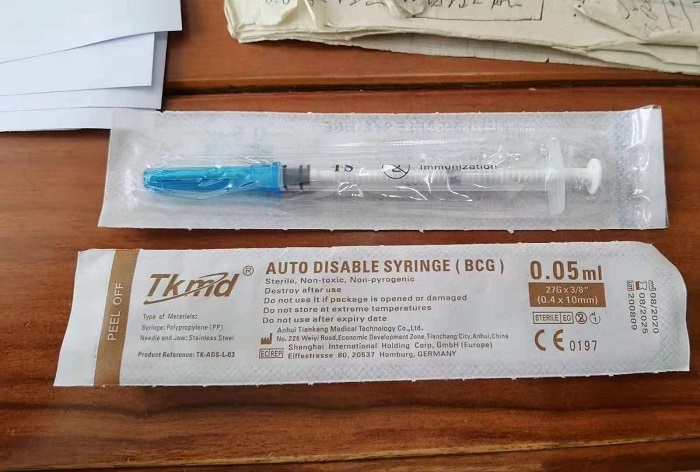 Immunization
PEEL OFF
Tkmd®
Type of Materials:
Syringe: Polypropylene (PP)
Needle and Jew: Stainless Steel
Product Reference: TK-ADS-L-03
AUTO DISABLE SYRINGE ( BCG )
Sterile, Non-toxic, Non-pyrogenic
Destroy after use
Do not use it if package is opened or damaged
Do not store at extreme temperatures
Do not use after expiry date
Anhui Tiankang Medical Technology Co.,Ltd.
No. 228 Weiyi Road,Economic Development Zone,Tianchang City,Anhui,China
EC REP Shanghai International Holding Corp, GmbH (Europe)
Eiffestrasse 80, 20537 Hamburg, GERMANY
0.05ml
27G x 3/8"
(0.4 x 10mm)
STERILE EO
CE 0197
08/2020
08/2025
200809